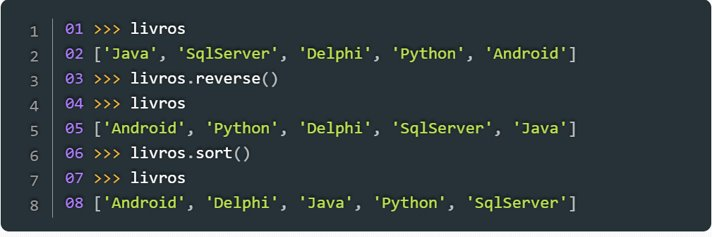 1 01 >>> livros
2 02 ['Java', 'SqlServer', 'Delphi', 'Python', 'Android']
3 03 >>> livros.reverse()
4 04 >>> livros
5 05 ['Android', 'Python', 'Delphi', 'SqlServer', 'Java']
6 06 >>> livros.sort()
7 07 >>> livros
8 08 ['Android', 'Delphi', 'Java', 'Python', 'SqlServer']